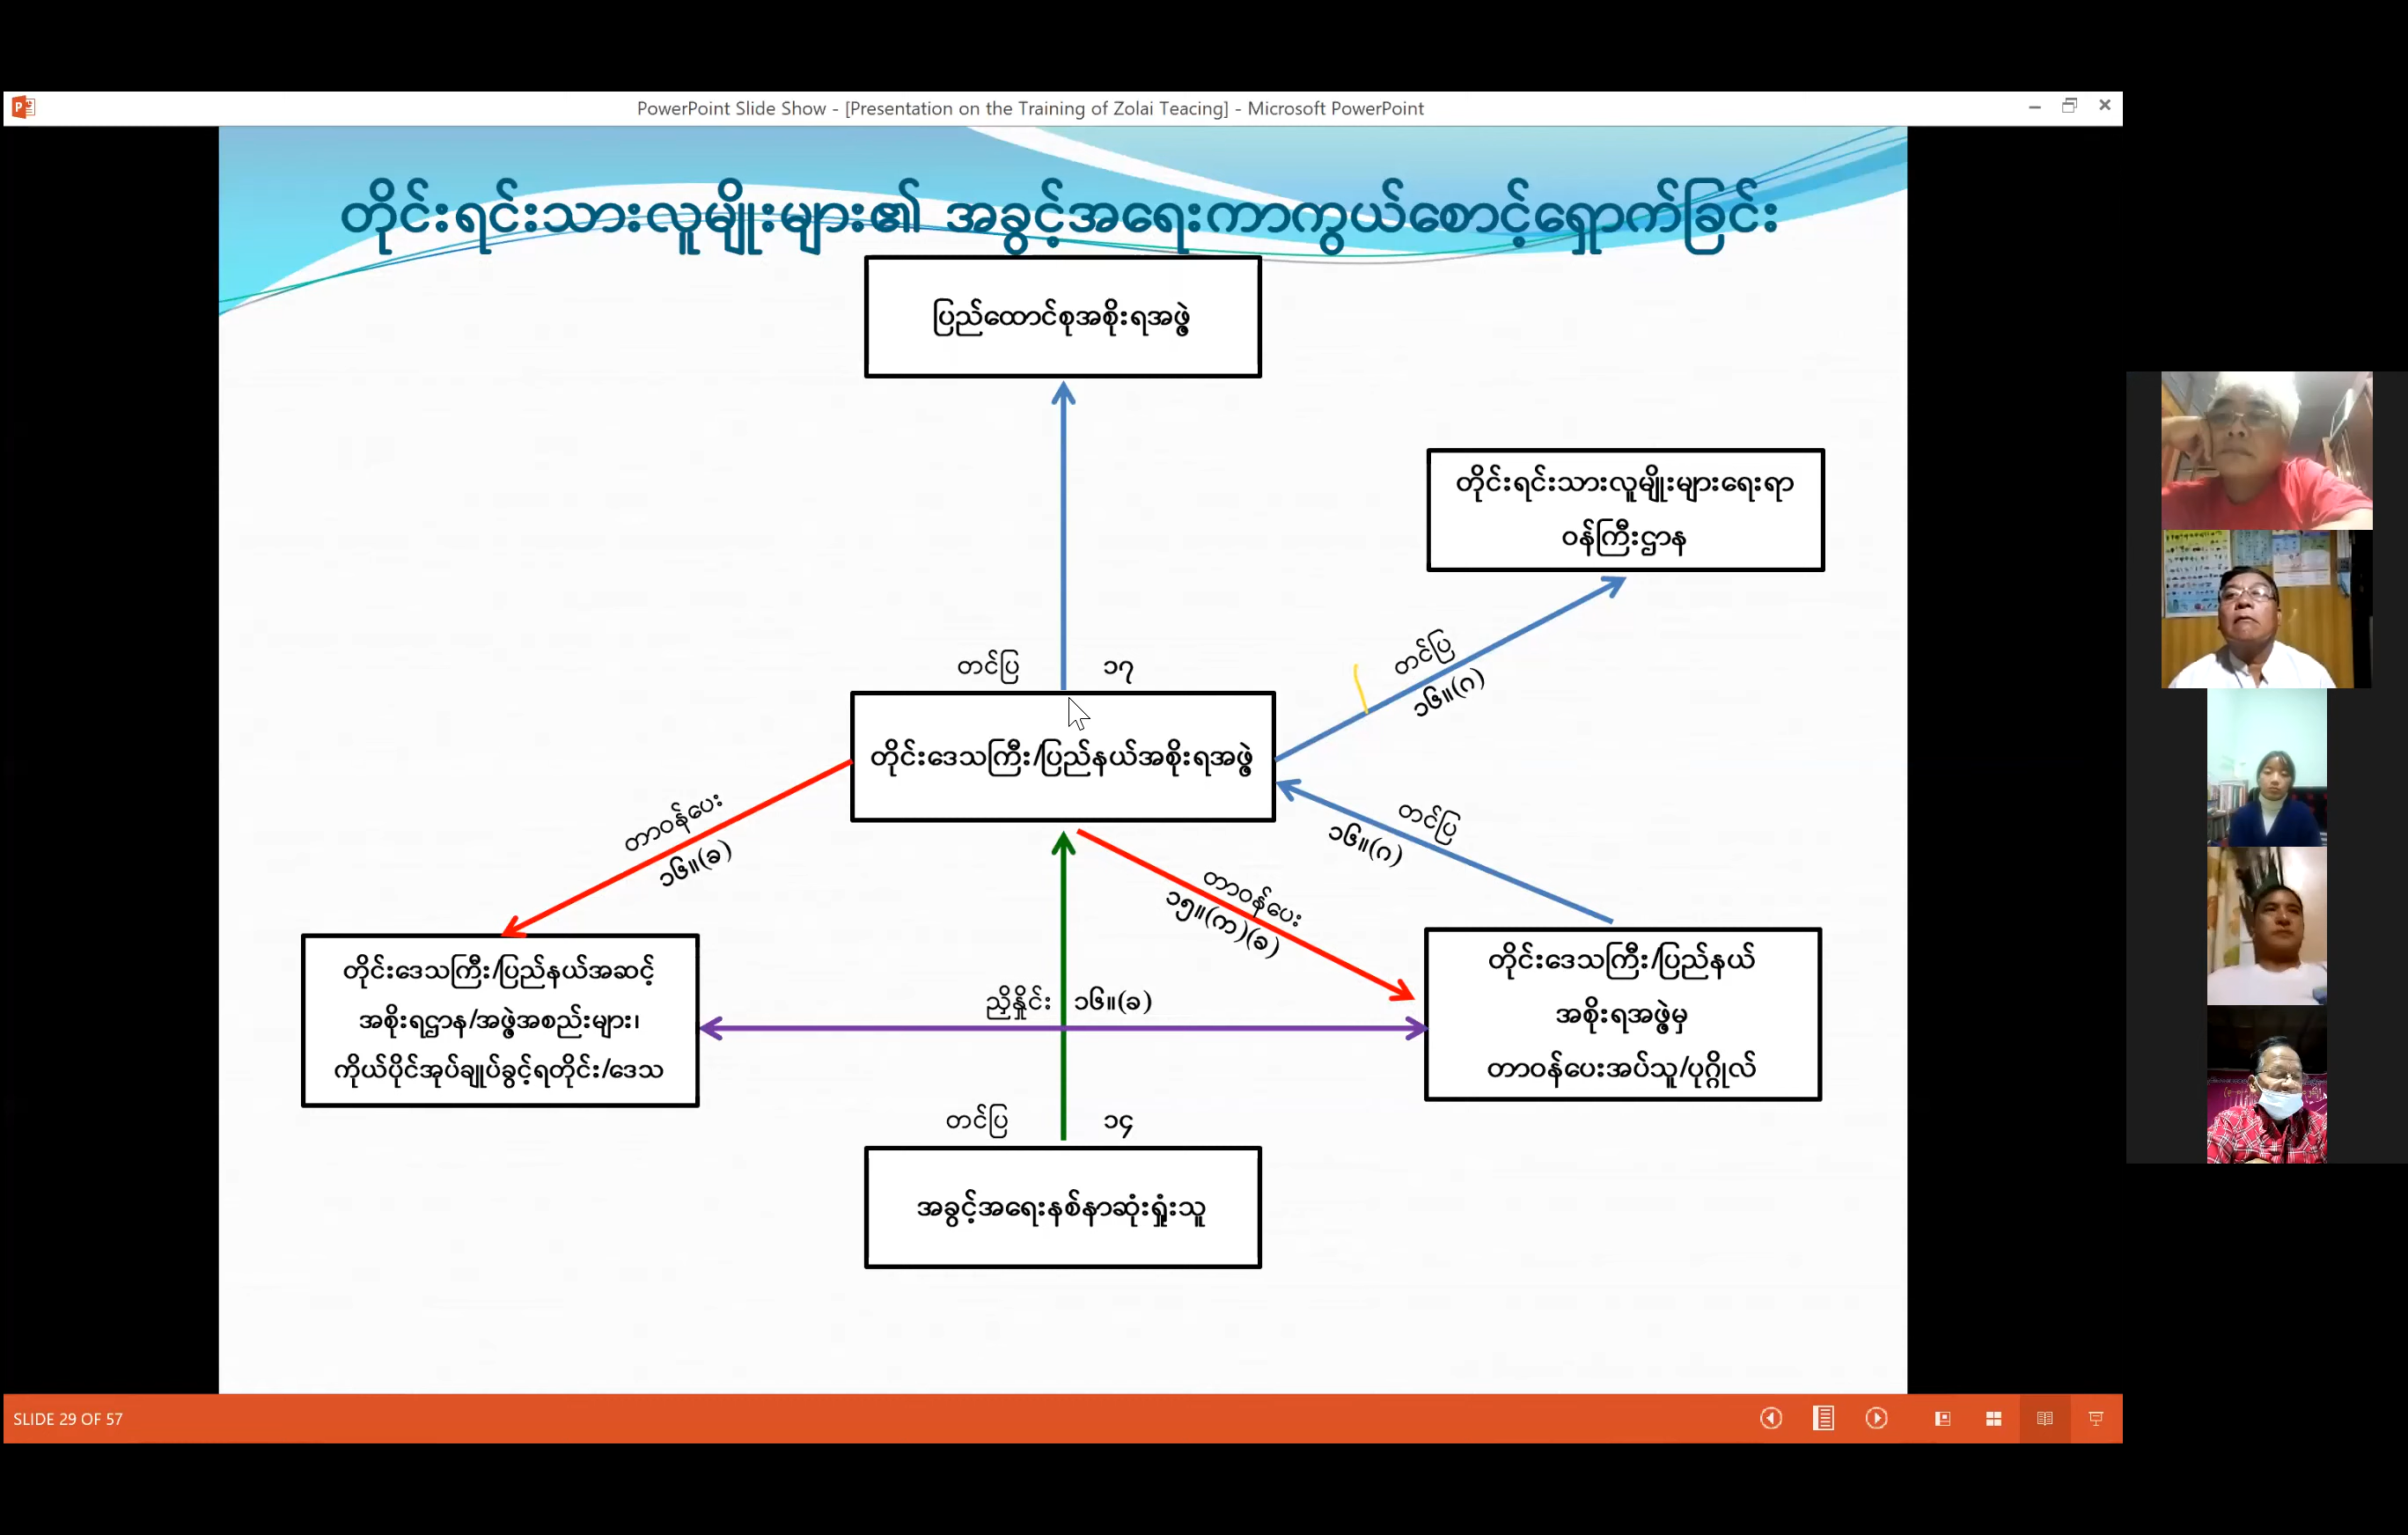 PowerPoint Slide Show - [Presentation on the Training of Zolai Teacing] - Microsoft PowerPoint
တိုင်းရင်းသားလူမျိုးများ၏ အခွင့်အရေးကာကွယ်စောင့်ရှောက်ခြင်း
ပြည်ထောင်စုအစိုးရအဖွဲ့
တိုင်းရင်းသားလူမျိုးများရေးရာ
ဝန်ကြီးဌာန
တင်ပြ ၁၇
တင်ပြ
၁၆။(ဂ)
တိုင်းဒေသကြီး/ပြည်နယ်အစိုးရအဖွဲ့
တာဝန်ပေး
၁၆။(ခ)
တင်ပြ
၁၆။(ဂ)
တာဝန်ပေး
၁၅။(က)(ခ)
တိုင်းဒေသကြီး/ပြည်နယ်အဆင့်
အစိုးရဌာန/အဖွဲ့အစည်းများ၊
ကိုယ်ပိုင်အုပ်ချုပ်ခွင့်ရတိုင်း/ဒေသ
ညှိနှိုင်း ၁၆။(ခ)
တိုင်းဒေသကြီး/ပြည်နယ်
အစိုးရအဖွဲ့မှ
တာဝန်ပေးအပ်သူ/ပုဂ္ဂိုလ်
တင်ပြ ၁၄
အခွင့်အရေးနစ်နာဆုံးရှုံးသူ
SLIDE 29 OF 57